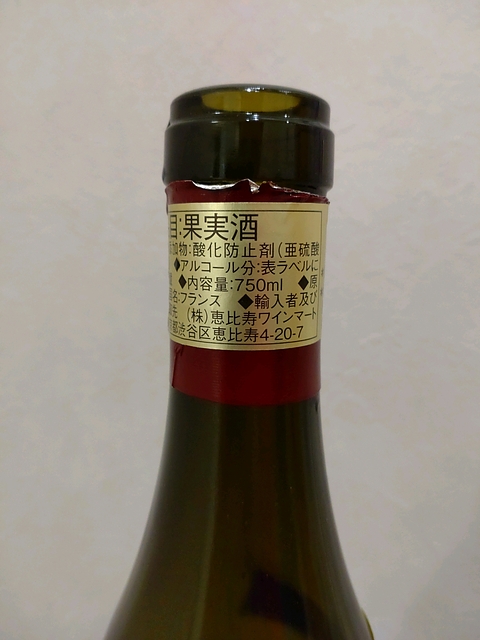 目:果実酒
加物:酸化防止剤(亜硫酸
◆アルコール分:表ラベルに
◆内容量:750ml ◆原
名:フランス ◆輸入者及び
先 (株)恵比寿ワインマート
都渋谷区恵比寿4-20-7